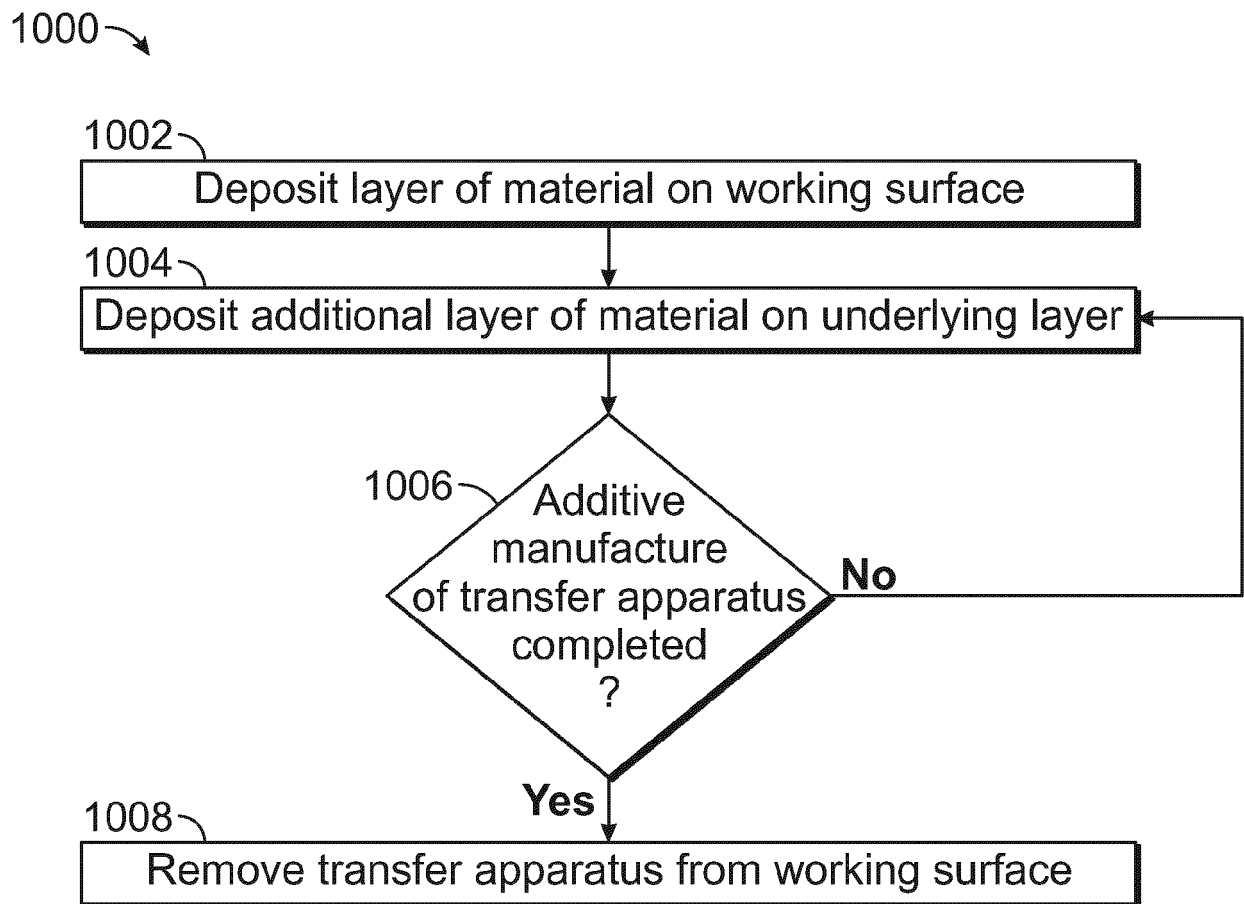 1000
1002
Deposit layer of material on working surface
1004
Deposit additional layer of material on underlying layer
1006
Additive
manufacture
of transfer apparatus
completed
?
No
Yes
1008
Remove transfer apparatus from working surface